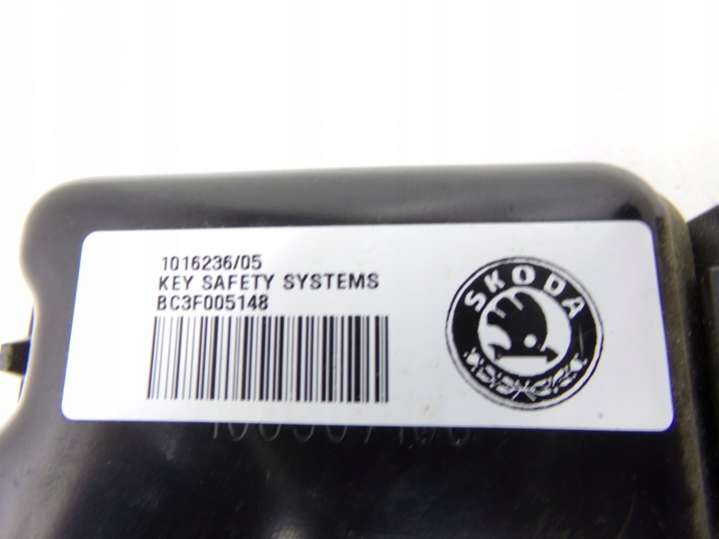 1016236/05
KEY SAFETY SYSTEMS
BC3F005148
SKODA